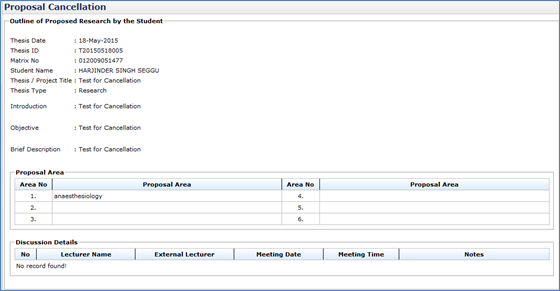 Proposal Cancellation
Outline of Proposed Research by the Student
Thesis Date : 18-May-2015
Thesis ID : T20150518005
Matrix No : 012009051477
Student Name : HARJINDER SINGH SEGGU
Thesis / Project Title : Test for Cancellation
Thesis Type : Research
Introduction : Test for Cancellation
Objective : Test for Cancellation
Brief Description : Test for Cancellation
Proposal Area
Area No Proposal Area Area No Proposal Area
1. anaesthesiology 4.
2. 5.
3. 6.
Discussion Details
No Lecturer Name External Lecturer Meeting Date Meeting Time Notes
No record found!